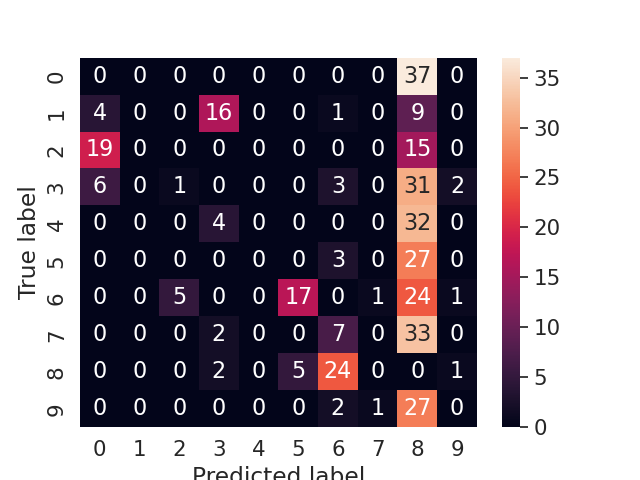 0 0 0 0 0 0 0 0 0 37 0
1 4 0 0 16 0 0 1 0 9 0
2 19 0 0 0 0 0 0 0 15 0
3 6 0 1 0 0 0 3 0 31 2
4 0 0 0 4 0 0 0 0 32 0
5 0 0 0 0 0 0 3 0 27 0
6 0 0 5 0 0 17 0 1 24 1
7 0 0 0 2 0 0 7 0 33 0
8 0 0 0 2 0 5 24 0 0 1
9 0 0 0 0 0 0 2 1 27 0
0 1 2 3 4 5 6 7 8 9
Predicted label
True label
35
30
25
20
15
10
5
0